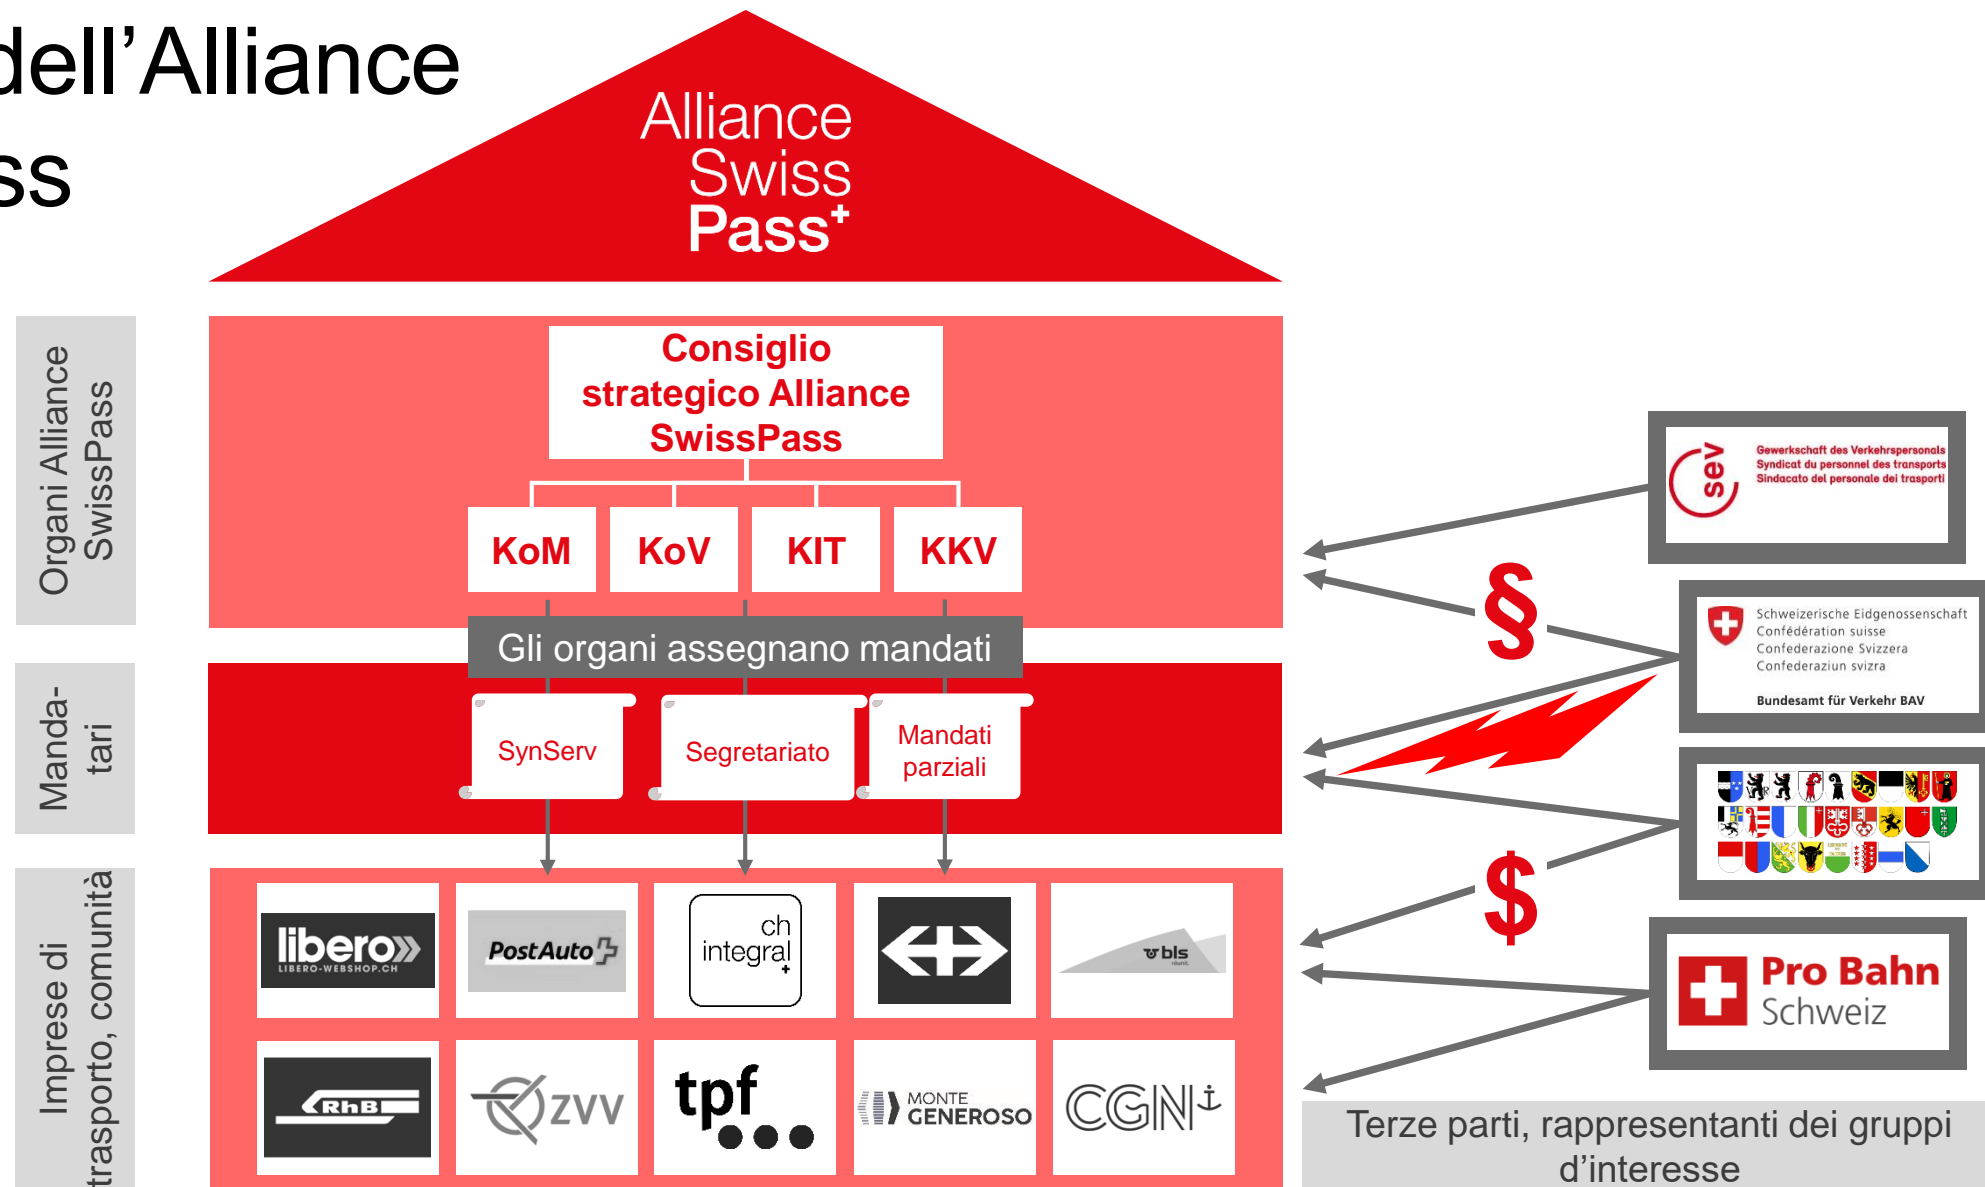 dell’Alliance
ss
Alliance
Swiss
Pass+
Organi Alliance
SwissPass
Consiglio
strategico Alliance
SwissPass
KoM
KoV
KIT
KKV
Gli organi assegnano mandati
Manda-
tari
SynServ
Segretariato
Mandati
parziali
Imprese di
trasporto, comunità
libero
LIBERO-WEBSHOP.CH
PostAuto
ch
integral
bls
RhB
ZVV
tpf
MONTE
GENEROSO
CGN
sev
Gewerkschaft des Verkehrspersonals
Syndicat du personnel des transports
Sindacato del personale dei trasporti
§
Schweizerische Eidgenossenschaft
Confédération suisse
Confederazione Svizzera
Confederaziun svizra
Bundesamt für Verkehr BAV
$
Pro Bahn
Schweiz
Terze parti, rappresentanti dei gruppi
d’interesse